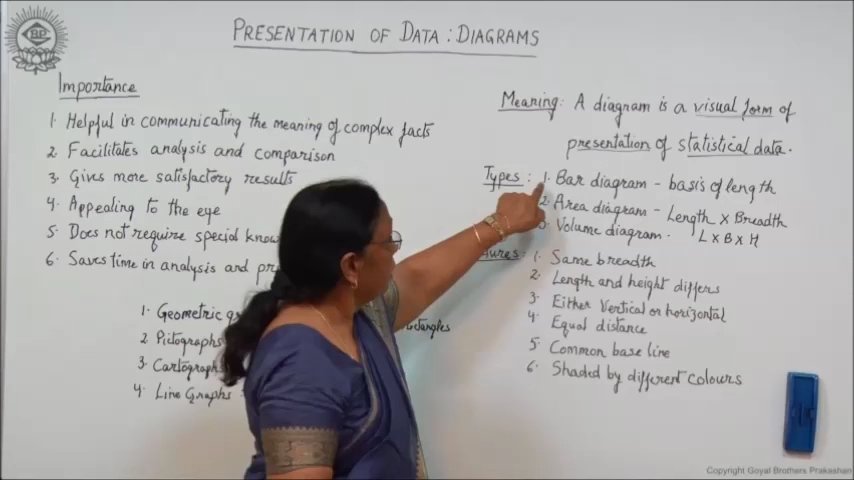 PRESENTATION OF DATA : DIAGRAMS
Importance
1. Helpful in communicating the meaning of complex facts
2. Facilitates analysis and comparison
3. Gives more satisfactory results
4. Appealing to the eye
5. Does not require special
6. Saves time in analysis and
1. Geometric
2. Pictographs
3. Cartograph
4. Line Graphs :
Meaning : A diagram is a visual form of
presentation of statistical data.
Types : 1. Bar diagram - basis of length
2. Area diagram - Length x Breadth
3. Volume diagram. L x B x H
1. Same breadth
2. Length and height differs
3. Either Vertical or horizontal
4. Equal distance
5. Common base line
6. Shaded by different colours
Copyright Goyal Brothers Prakashan